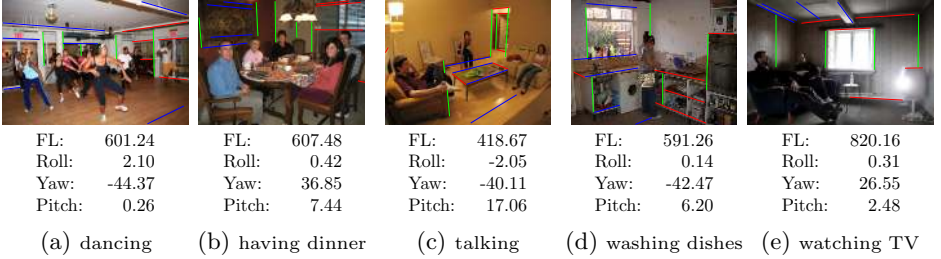 FL: 601.24
Roll: 2.10
Yaw: -44.37
Pitch: 0.26
(a) dancing
FL: 607.48
Roll: 0.42
Yaw: 36.85
Pitch: 7.44
(b) having dinner
FL: 418.67
Roll: -2.05
Yaw: -40.11
Pitch: 17.06
(c) talking
FL: 591.26
Roll: 0.14
Yaw: -42.47
Pitch: 6.20
(d) washing dishes
FL: 820.16
Roll: 0.31
Yaw: 26.55
Pitch: 2.48
(e) watching TV